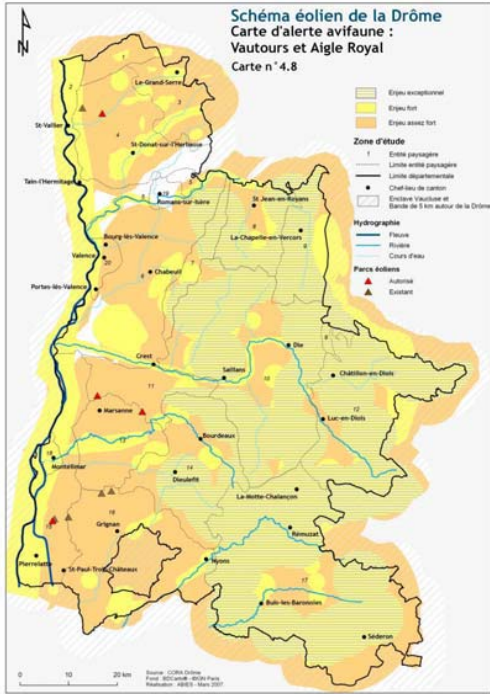 Schéma éolien de la Drôme
Carte d'alerte avifaune :
Vautours et Aigle Royal
Carte n°4.8
N
Enjeu exceptionnel
Enjeu fort
Enjeu assez fort
Zone d'étude
1 Entité paysagère
Limite entité paysagère
Limite départementale
Chef-lieu de canton
Enclave Vaucluse et
Bande de 5 km autour de la Drôme
Hydrographie
Fleuve
Rivière
Cours d'eau
Parcs éoliens
Autorisé
Existant
Le-Grand-Serre
St-Vallier
St-Donat-sur-l'Herbasse
Tain-l'Hermitage
Romans-sur-Isère
St Jean-en-Royans
Bourg-lès-Valence
La-Chapelle-en-Vercors
Valence
Chabeuil
Portes-lès-Valence
Die
Crest
Saillans
Châtillon-en-Diois
Marsanne
Luc-en-Diois
Bourdeaux
Montélimar
Dieulefit
La-Motte-Chalançon
Grignan
Rémuzat
Pierrelatte
St-Paul-Trois-Châteaux
Nyons
Buis-les-Baronnies
Séderon
0 10 20 km
Source : CORA Drôme
Fond : BDCarto® - ©IGN Paris
Réalisation : ABIES - Mars 2007